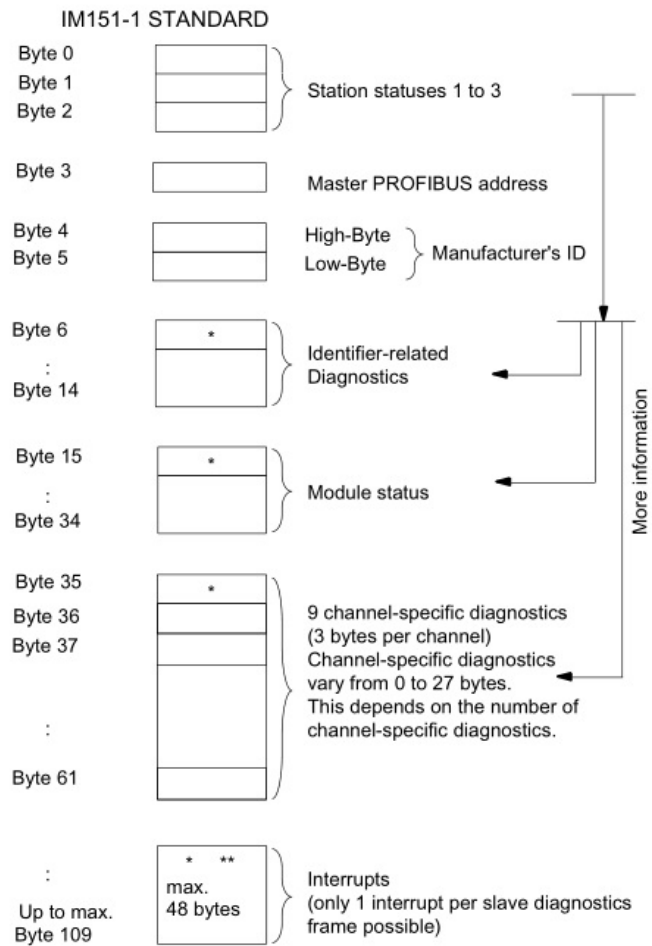 IM151-1 STANDARD
Byte 0
Byte 1
Byte 2
Station statuses 1 to 3
Byte 3
Master PROFIBUS address
Byte 4
Byte 5
High-Byte
Low-Byte
Manufacturer's ID
Byte 6
:
Byte 14
*
Identifier-related
Diagnostics
Byte 15
:
Byte 34
*
Module status
More information
Byte 35
Byte 36
Byte 37
:
Byte 61
*
9 channel-specific diagnostics
(3 bytes per channel)
Channel-specific diagnostics
vary from 0 to 27 bytes.
This depends on the number of
channel-specific diagnostics.
:
Up to max.
Byte 109
* **
max.
48 bytes
Interrupts
(only 1 interrupt per slave diagnostics
frame possible)